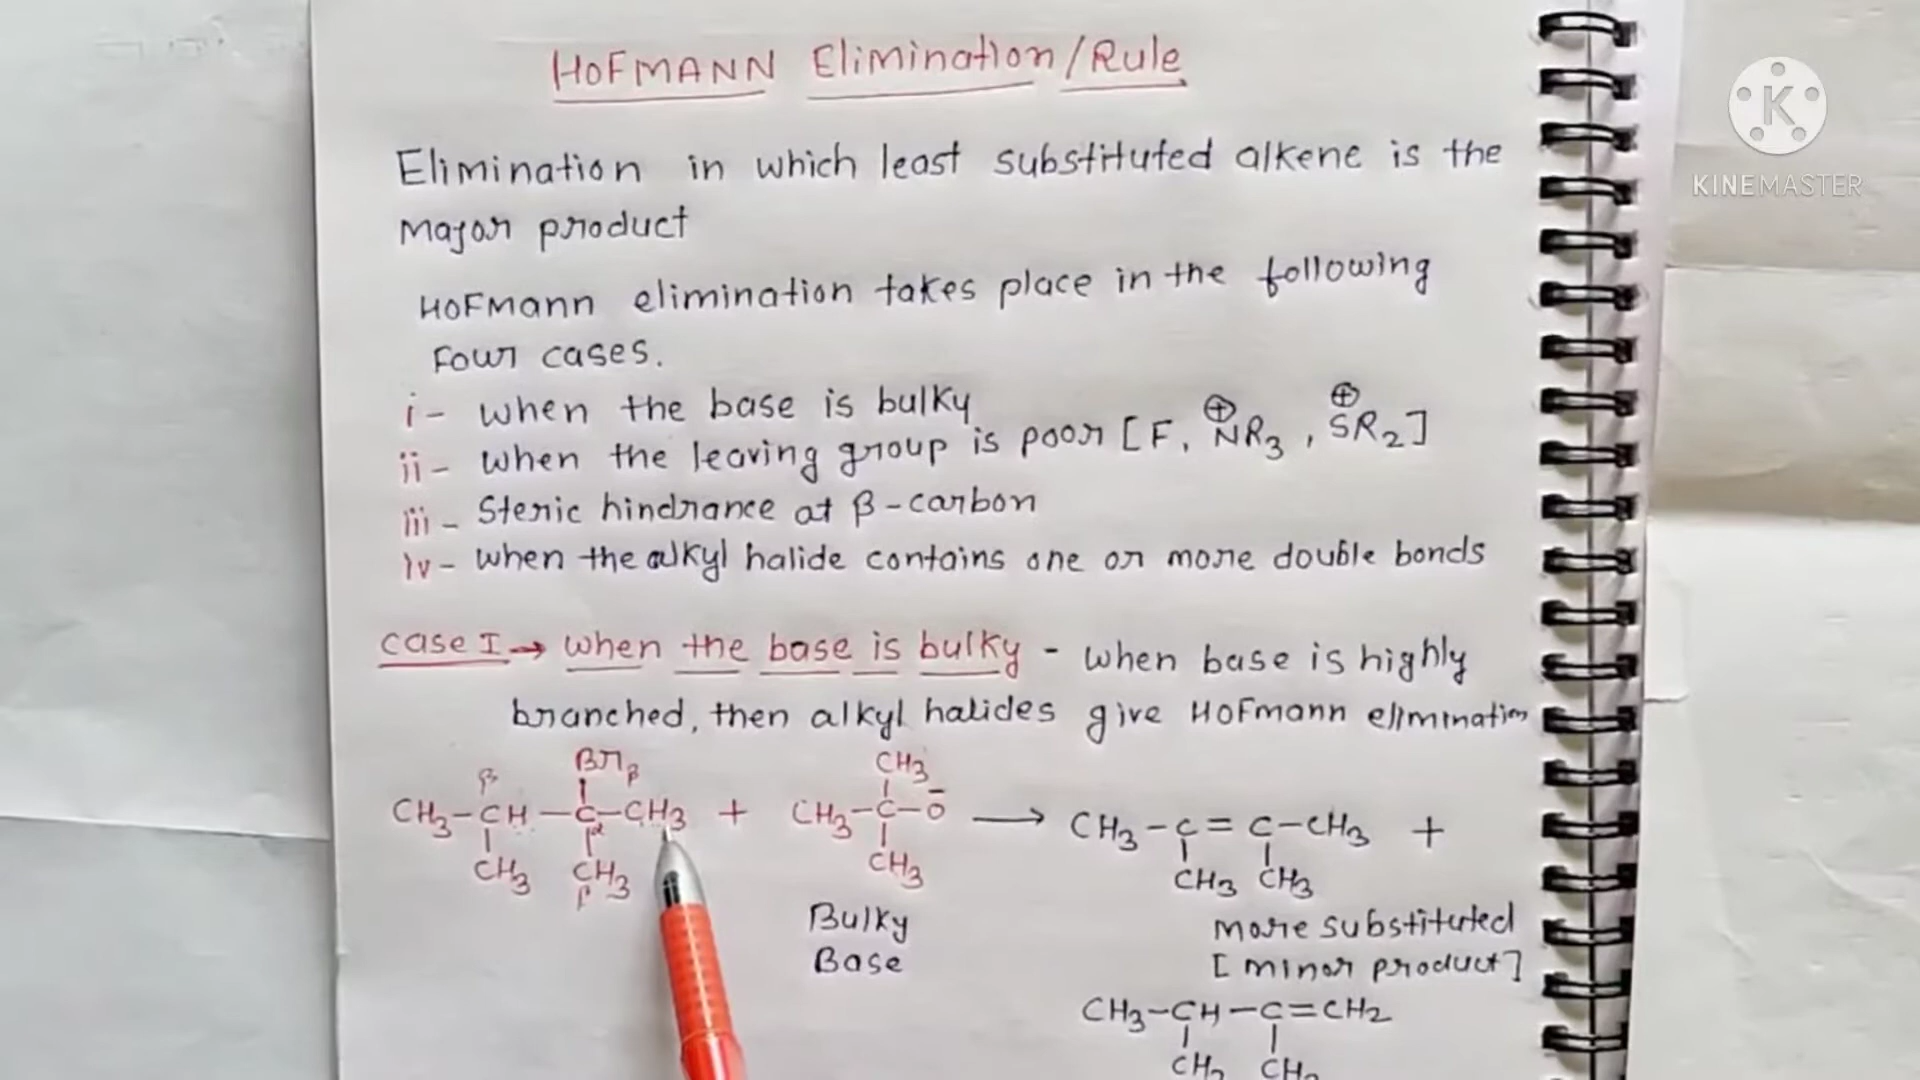 HOFMANN Elimination/Rule
Elimination in which least substituted alkene is the
major product
HOFmann elimination takes place in the following
Four cases.
i - when the base is bulky
ii - when the leaving group is poor [F, ⊕NR3, ⊕SR2]
iii - Steric hindrance at β-carbon
iv - when the alkyl halide contains one or more double bonds
case I → when the base is bulky - when base is highly
branched, then alkyl halides give HOFmann elimination
β Br β CH3
CH3-CH-C-CH3 + CH3-C-O⁻ → CH3-C=C-CH3 +
α
CH3 CH3 CH3 CH3 CH3
β
Bulky more substituted
Base [minor product]
CH3-CH-C=CH2
CH3 CH3
K
KINEMASTER